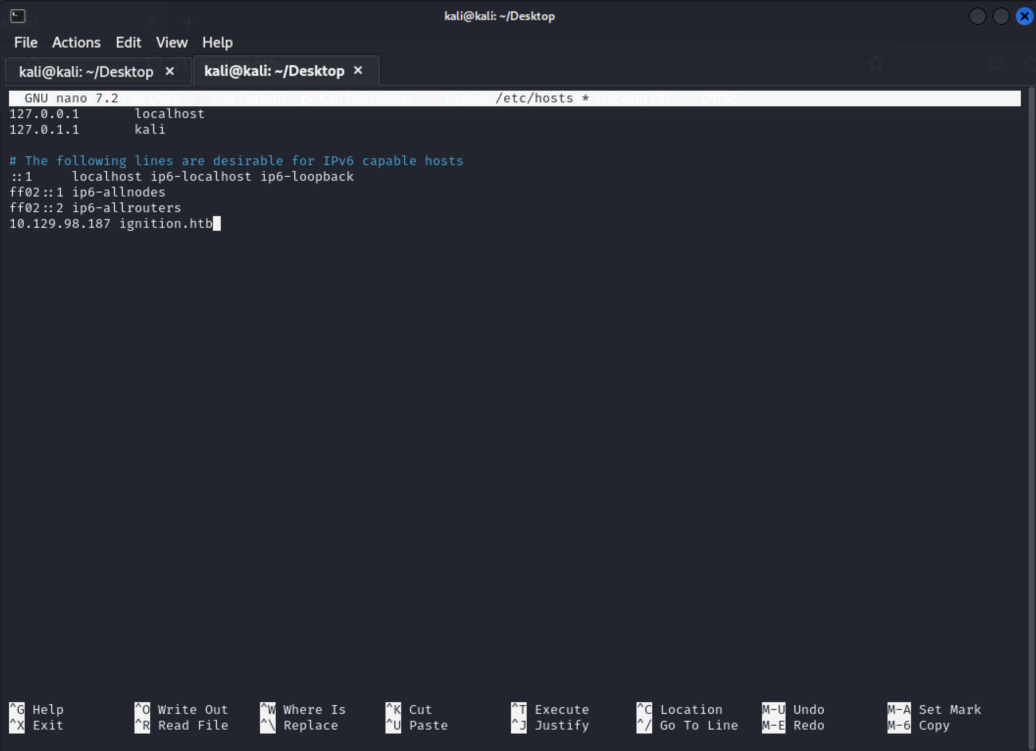 kali@kali: ~/Desktop
File Actions Edit View Help
kali@kali: ~/Desktop × kali@kali: ~/Desktop ×
GNU nano 7.2 /etc/hosts *
127.0.0.1 localhost
127.0.1.1 kali
# The following lines are desirable for IPv6 capable hosts
::1 localhost ip6-localhost ip6-loopback
ff02::1 ip6-allnodes
ff02::2 ip6-allrouters
10.129.98.187 ignition.htb
^G Help ^O Write Out ^W Where Is ^K Cut ^T Execute ^C Location M-U Undo M-A Set Mark
^X Exit ^R Read File ^\ Replace ^U Paste ^J Justify ^/ Go To Line M-E Redo M-6 Copy